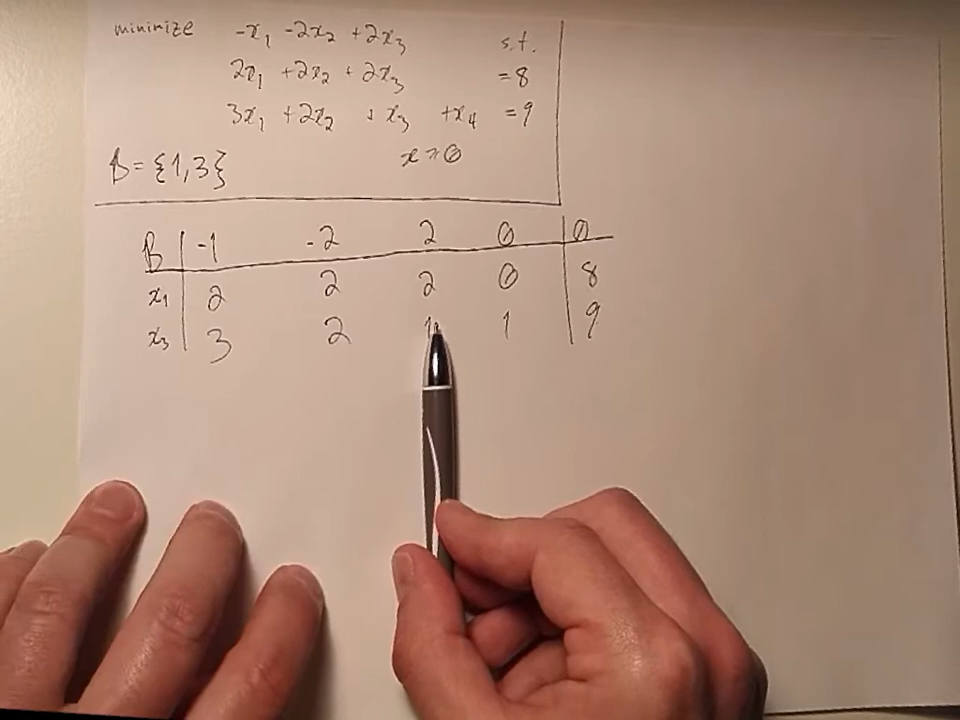 minimize -x₁ -2x₂ +2x₃ s.t.
2x₁ +2x₂ + 2x₃ = 8
3x₁ +2x₂ + x₃ +x₄ = 9
B = {1,3} x ≥ 0
B | -1 -2 2 0 | 0
x₁ | 2 2 2 0 | 8
x₃ | 3 2 1 1 | 9